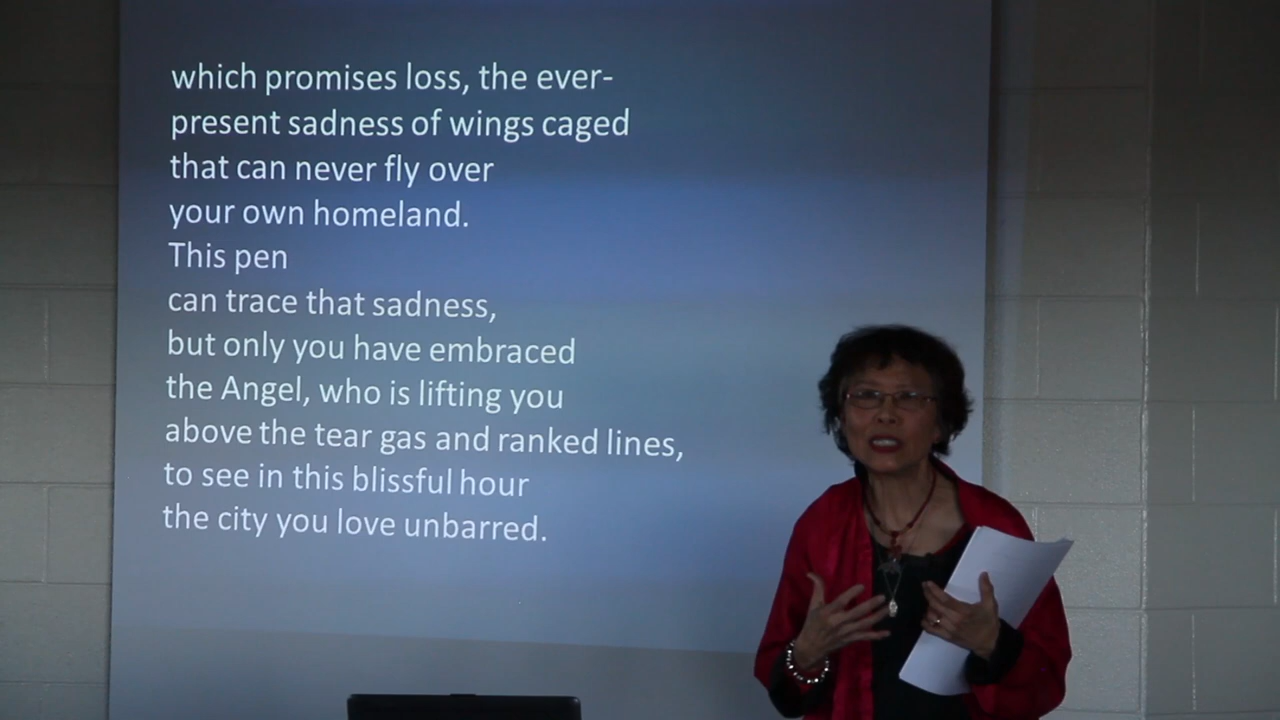 which promises loss, the ever-
present sadness of wings caged
that can never fly over
your own homeland.
This pen
can trace that sadness,
but only you have embraced
the Angel, who is lifting you
above the tear gas and ranked lines,
to see in this blissful hour
the city you love unbarred.